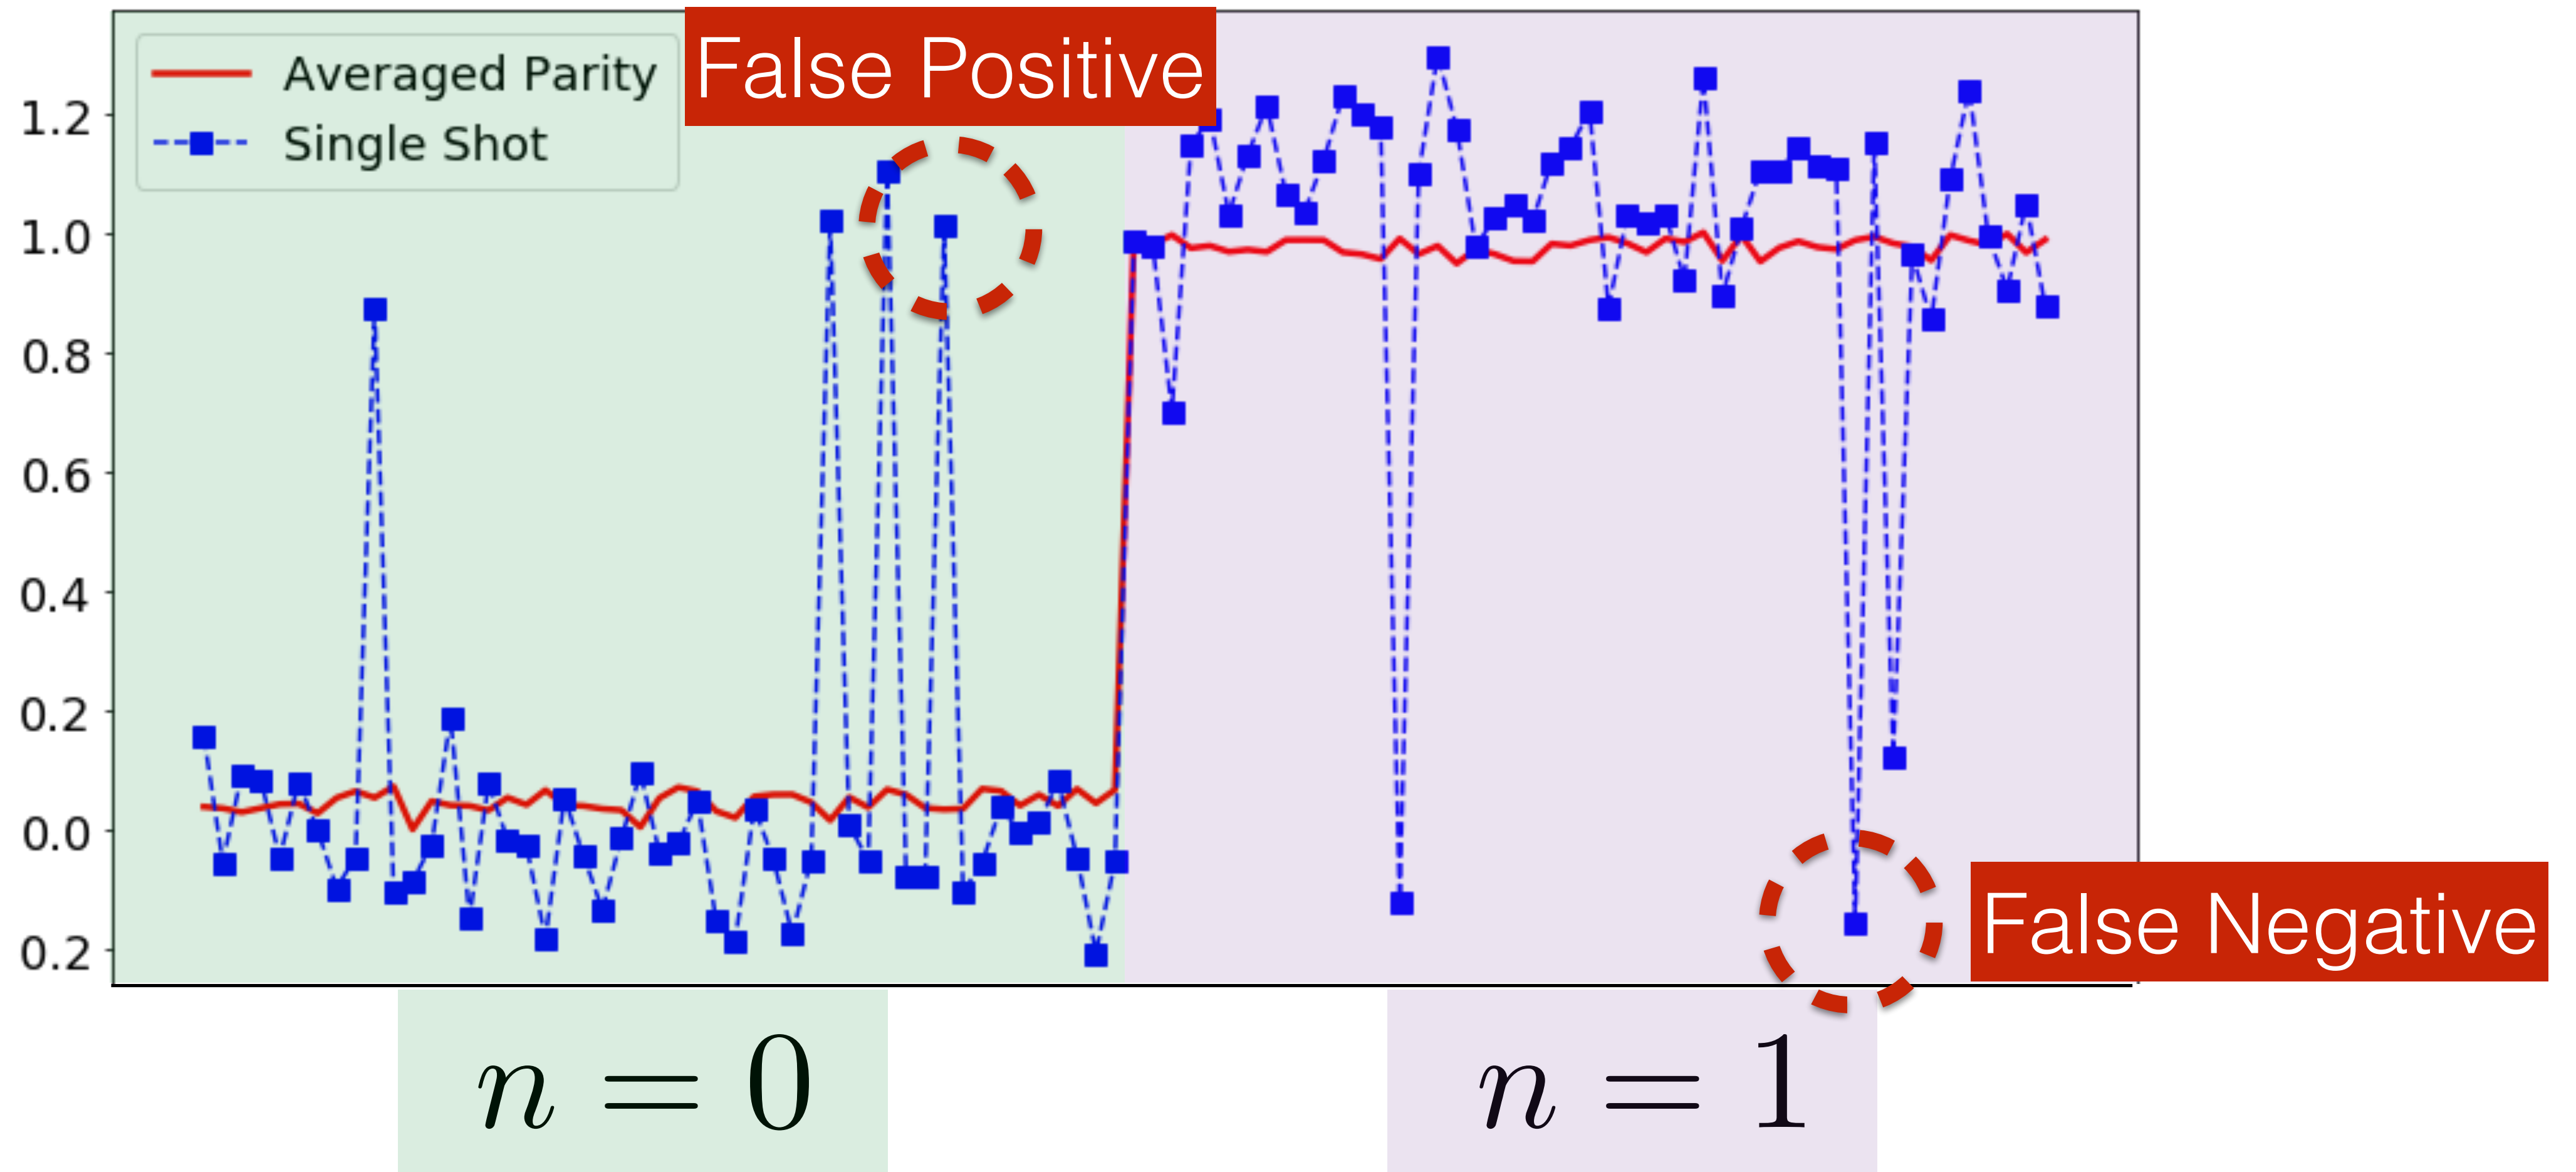 False Positive
Averaged Parity
Single Shot
1.2
1.0
0.8
0.6
0.4
0.2
0.0
0.2
False Negative
n = 0
n = 1